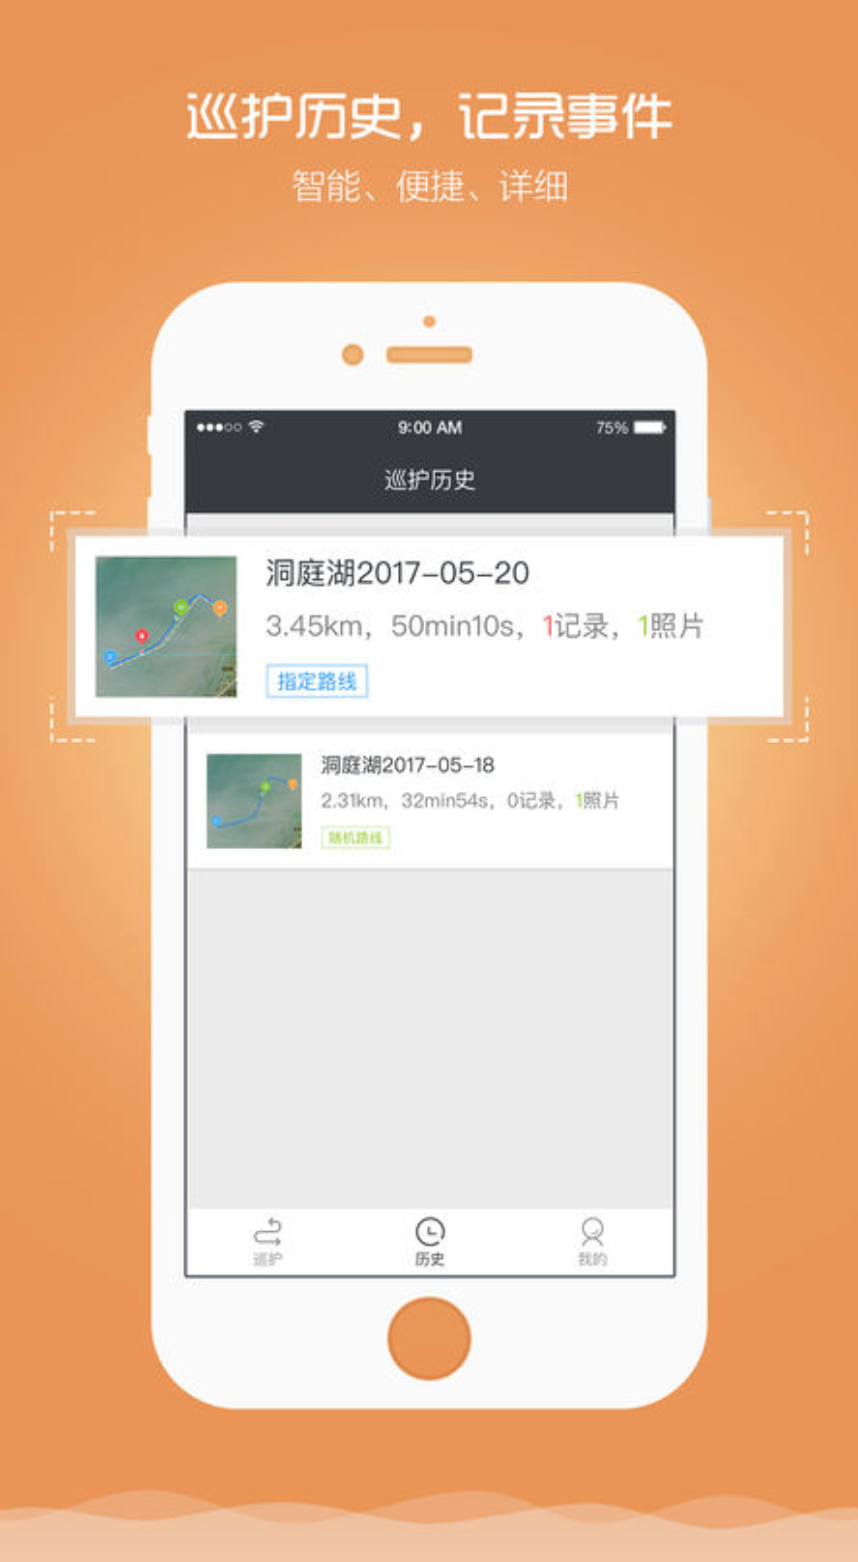 巡护历史，记录事件
智能、便捷、详细
9:00 AM
75%
巡护历史
洞庭湖2017-05-20
3.45km，50min10s，1记录，1照片
指定路线
洞庭湖2017-05-18
2.31km，32min54s，0记录，1照片
随机路线
巡护
历史
我的